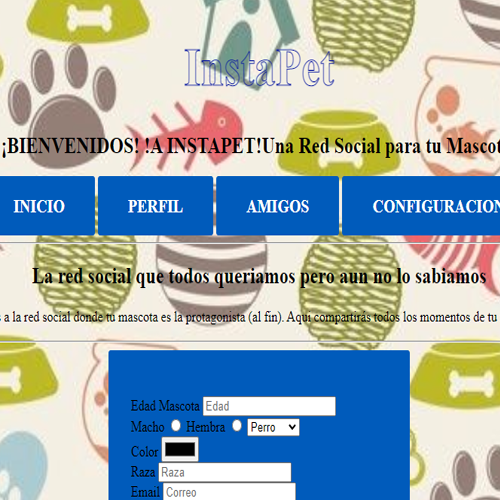 InstaPet
¡BIENVENIDOS! !A INSTAPET!Una Red Social para tu Mascot
INICIO PERFIL AMIGOS CONFIGURACION
La red social que todos queriamos pero aun no lo sabiamos
a la red social donde tu mascota es la protagonista (al fin). Aqui compartirás todos los momentos de tu
Edad Mascota Edad
Macho Hembra Perro
Color
Raza Raza
Email Correo